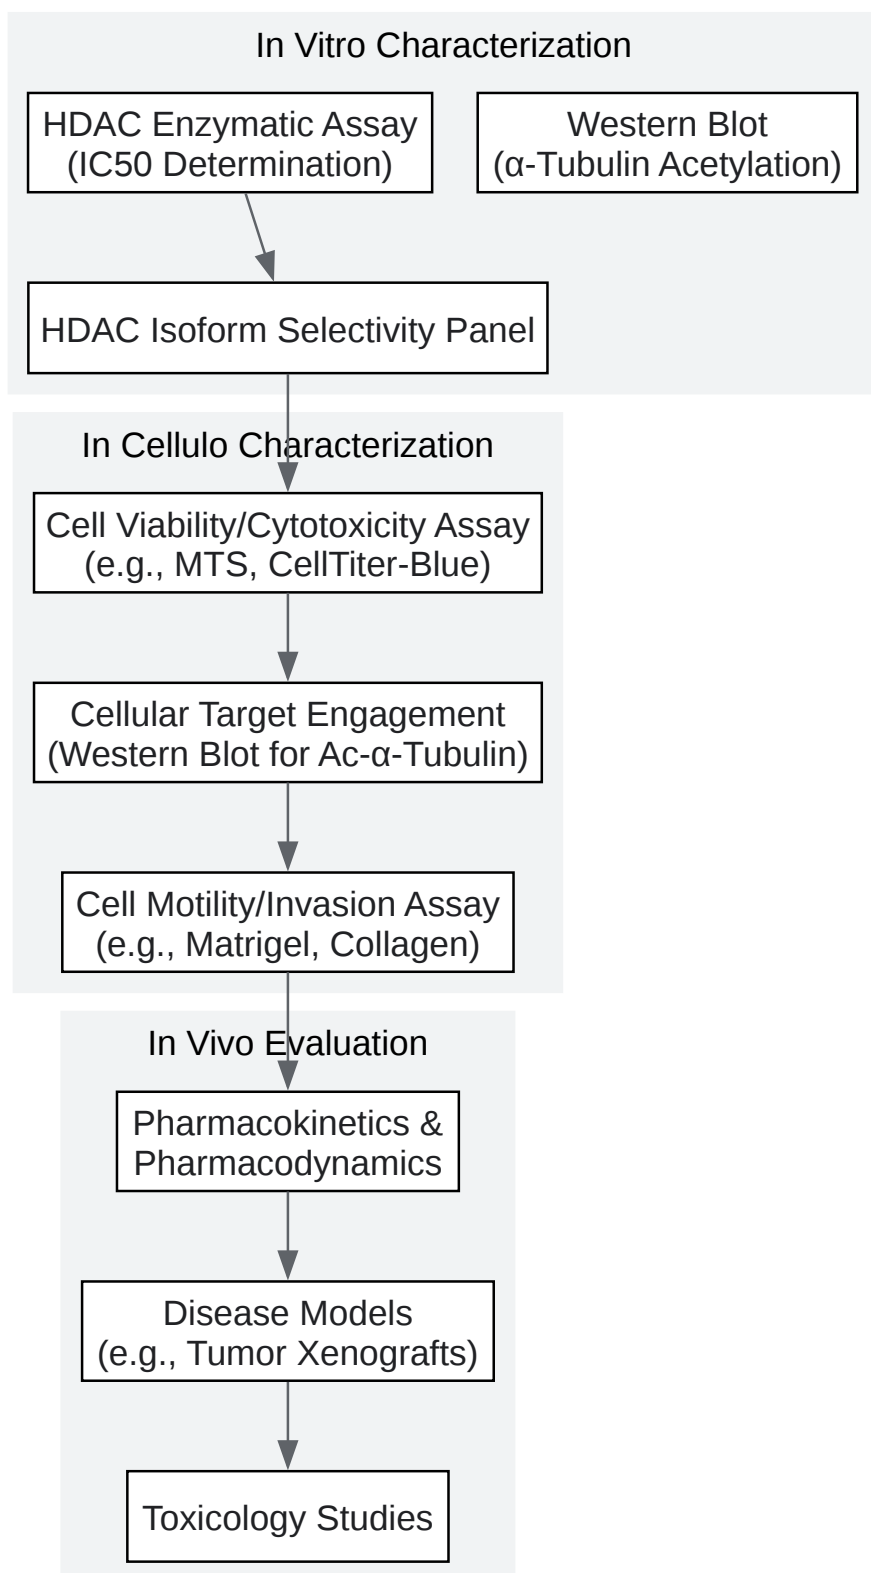 In Vitro Characterization
HDAC Enzymatic Assay
(IC50 Determination)
Western Blot
(α-Tubulin Acetylation)
HDAC Isoform Selectivity Panel
In Cellulo Characterization
Cell Viability/Cytotoxicity Assay
(e.g., MTS, CellTiter-Blue)
Cellular Target Engagement
(Western Blot for Ac-α-Tubulin)
Cell Motility/Invasion Assay
(e.g., Matrigel, Collagen)
In Vivo Evaluation
Pharmacokinetics &
Pharmacodynamics
Disease Models
(e.g., Tumor Xenografts)
Toxicology Studies